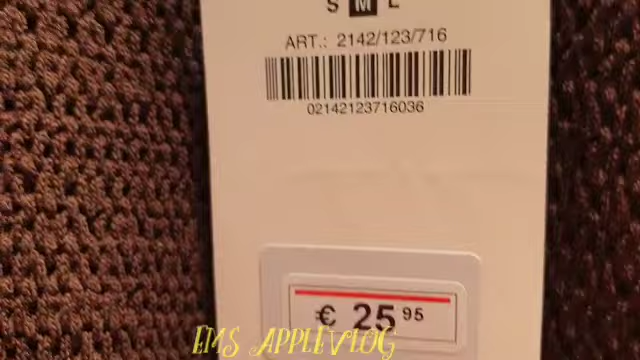 S M L
ART.: 2142/123/716
02142123716036
€ 25 95
EMS APPLEVLOG